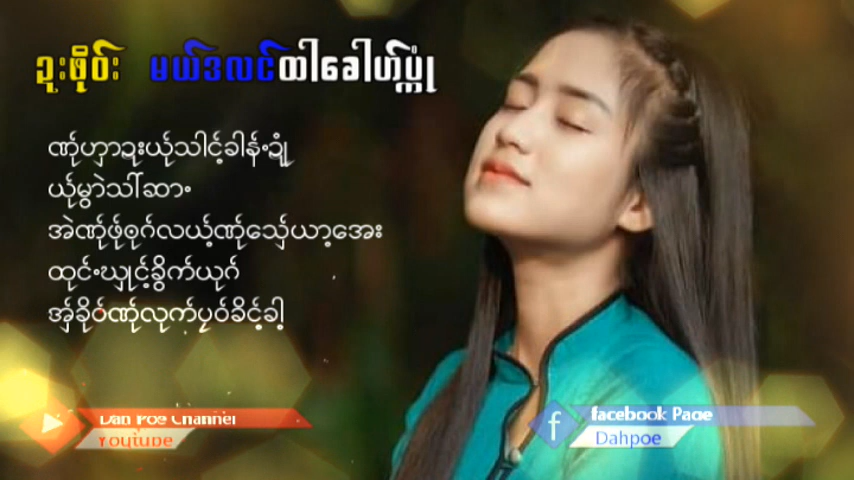 ဍုးဖိုဝ်း မယ်ဒလင်ထါခေါဟ်ပ္ကုံ
ဏ်ုဟှာဍုးယ်ုသါင့်ခါန်ႏဍုံ
ယ်ုမွာဲသၢ်ဆားႏ
အဲဏ်ုဖ်ုစုဂ်လယ့်ဏ်ုသ့ေ်ယာ့အေး
ထုင်ႏဃှုင့်ခွိက်ယုဂ်
အှ်ခိုဝ်ဏ်ုလုက်ပၠဝ်ခိင့်ခါ့
Dah Poe Channel
Youtube
facebook Page
Dahpoe